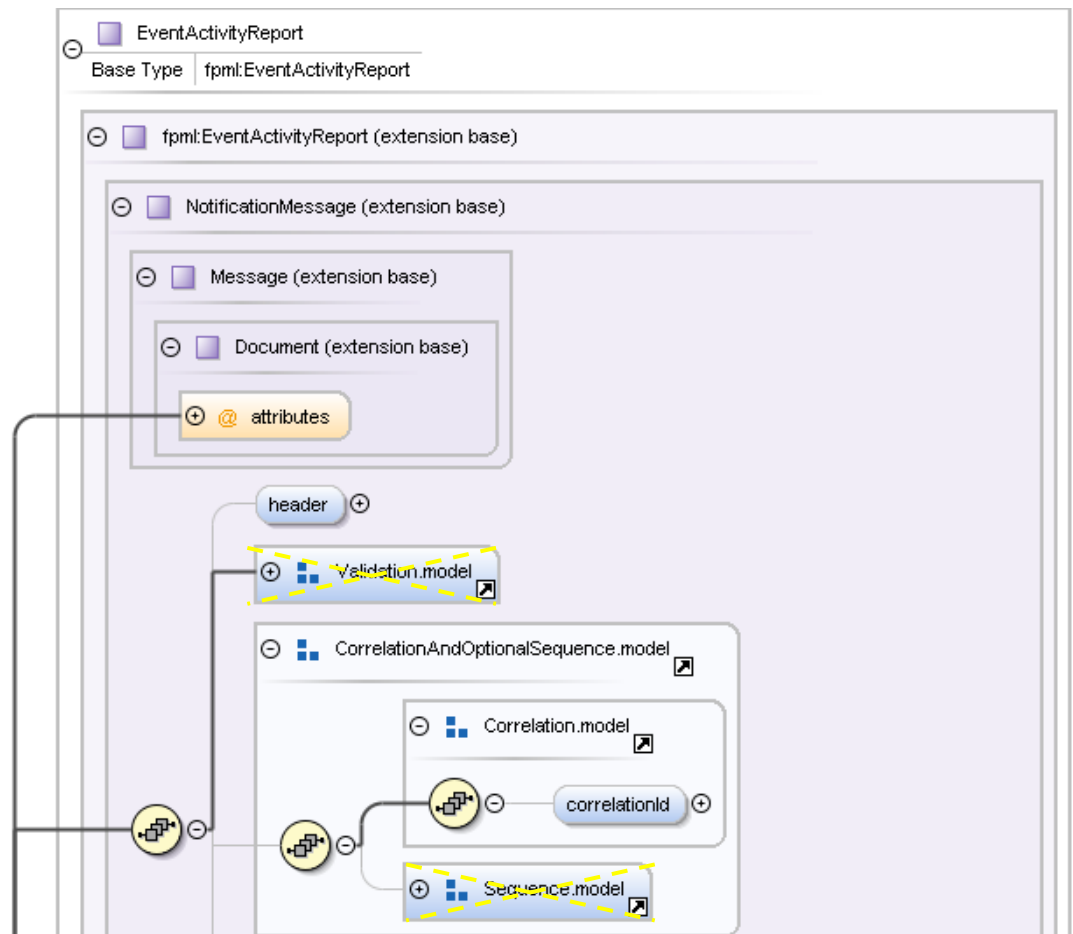 EventActivityReport
Base Type fpml:EventActivityReport
fpml:EventActivityReport (extension base)
NotificationMessage (extension base)
Message (extension base)
Document (extension base)
@ attributes
header
Validation.model
CorrelationAndOptionalSequence.model
Correlation.model
correlationId
Sequence.model